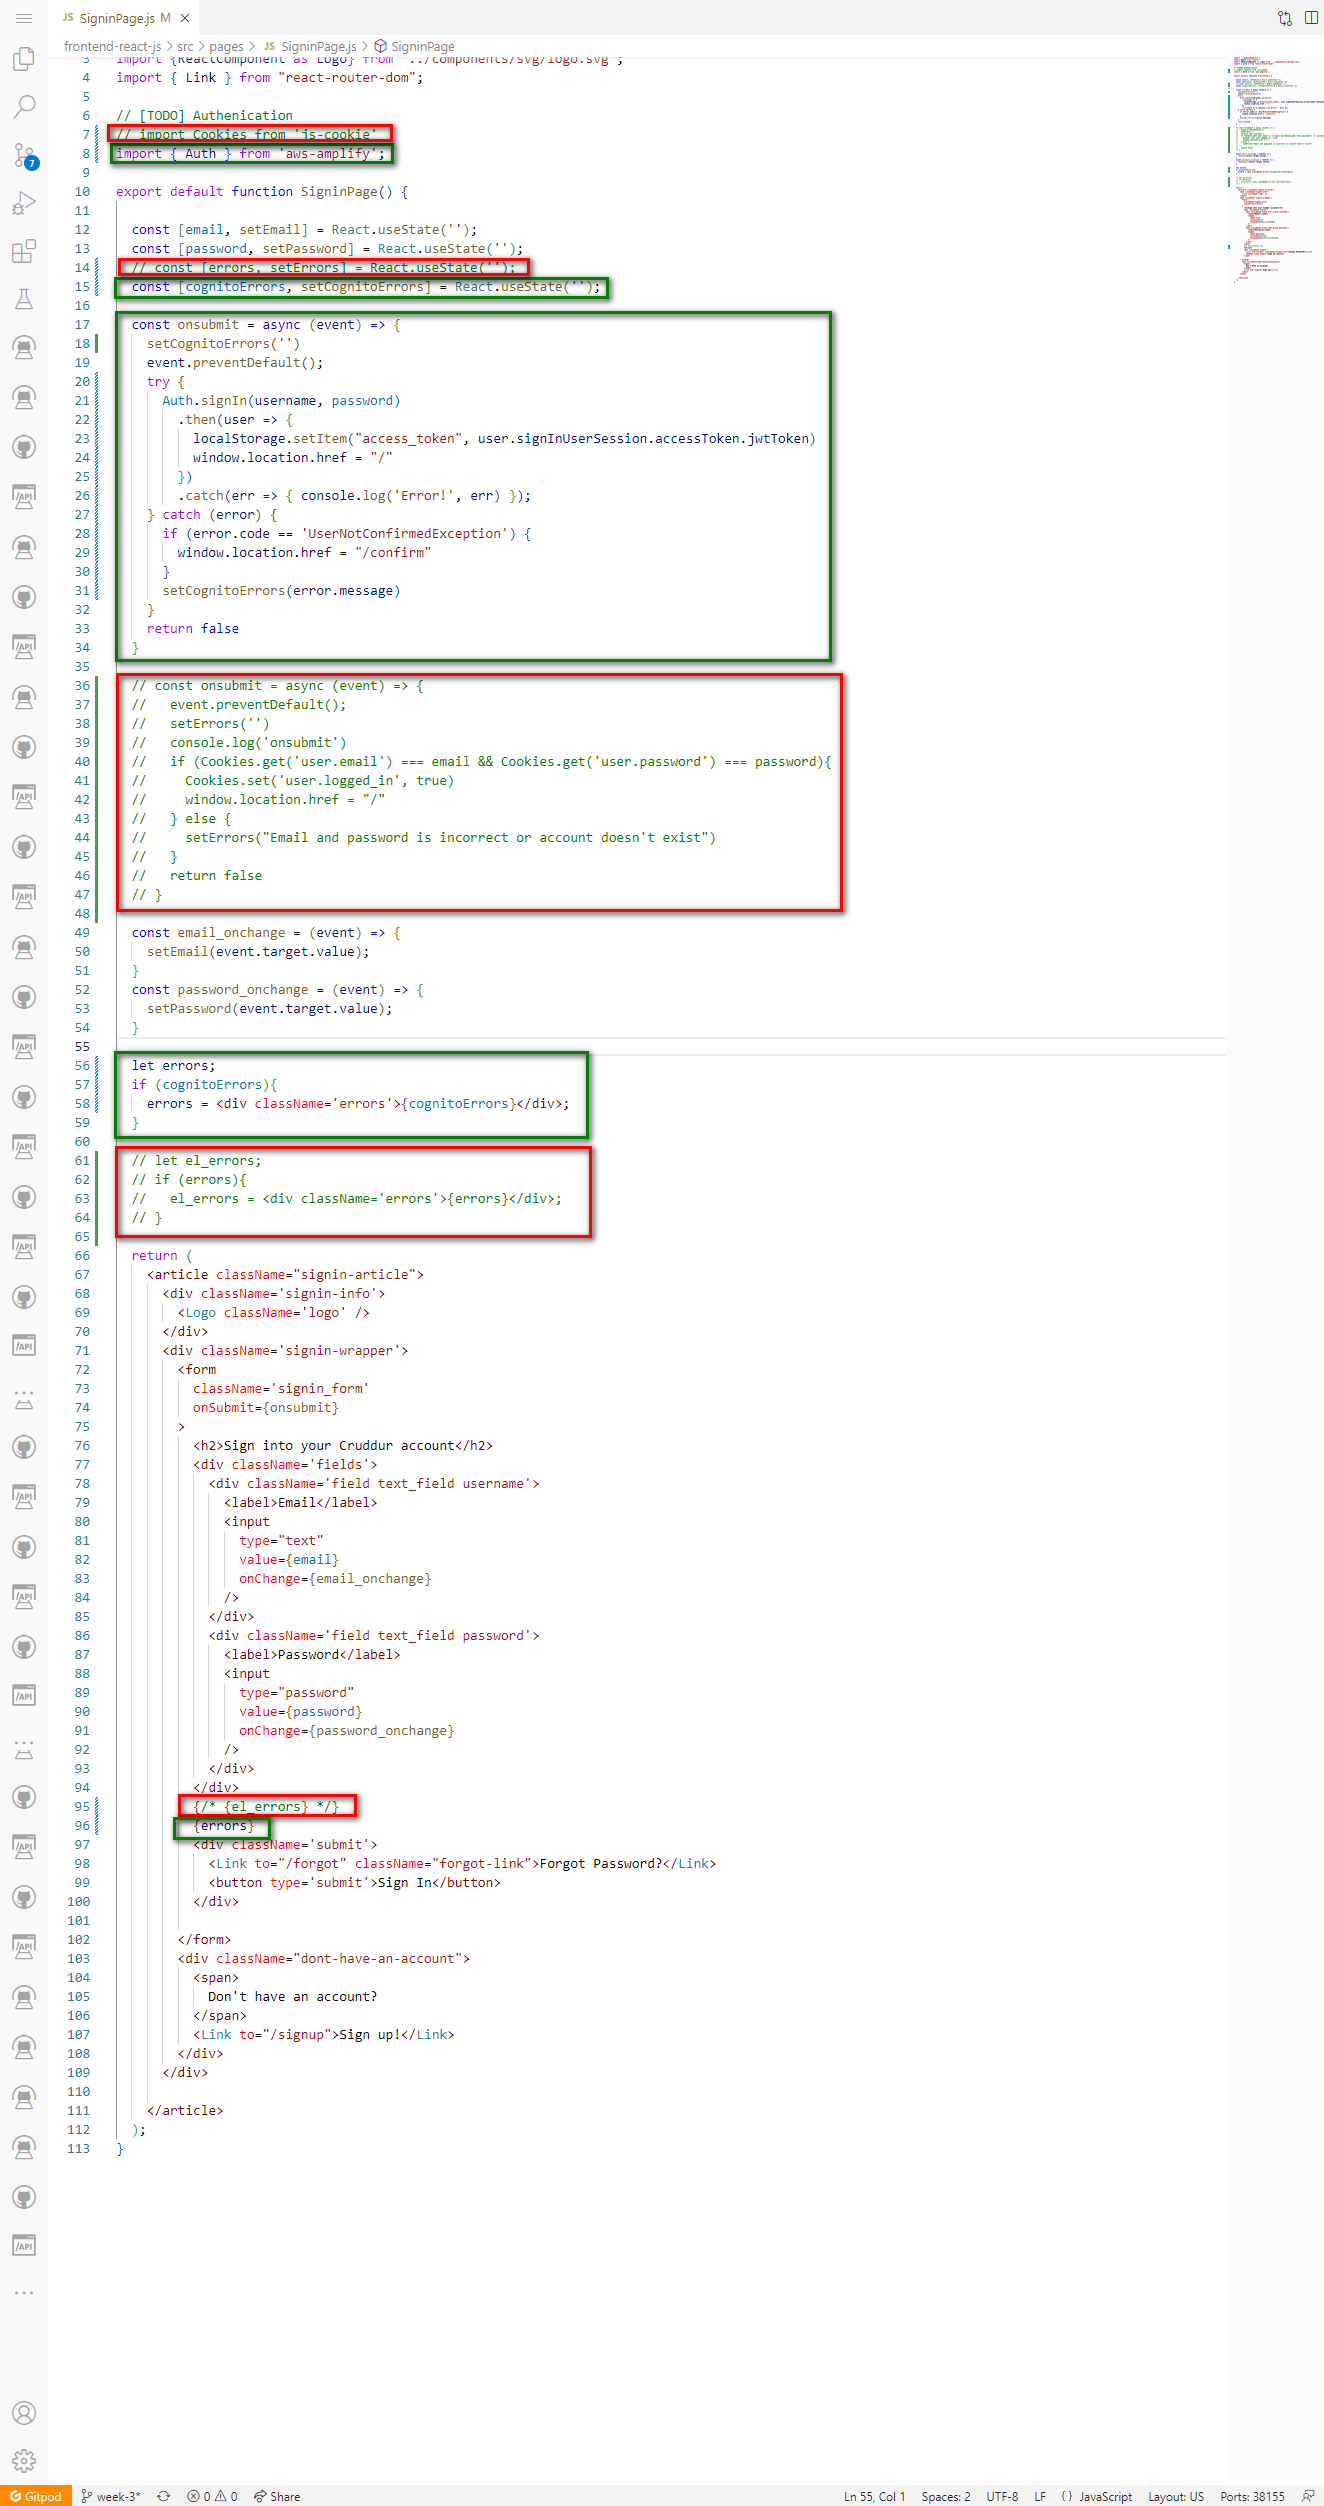 JS SigninPage.js M ×
frontend-react-js > src > pages > JS SigninPage.js > SigninPage
3 import {ReactComponent as Logo} from '../components/svg/logo.svg';
4 import { Link } from "react-router-dom";
5
6 // [TODO] Authenication
7 // import Cookies from 'js-cookie'
8 import { Auth } from 'aws-amplify';
9
10 export default function SigninPage() {
11
12 const [email, setEmail] = React.useState('');
13 const [password, setPassword] = React.useState('');
14 // const [errors, setErrors] = React.useState('');
15 const [cognitoErrors, setCognitoErrors] = React.useState('');
16
17 const onsubmit = async (event) => {
18 setCognitoErrors('')
19 event.preventDefault();
20 try {
21 Auth.signIn(username, password)
22 .then(user => {
23 localStorage.setItem("access_token", user.signInUserSession.accessToken.jwtToken)
24 window.location.href = "/"
25 })
26 .catch(err => { console.log('Error!', err) });
27 } catch (error) {
28 if (error.code == 'UserNotConfirmedException') {
29 window.location.href = "/confirm"
30 }
31 setCognitoErrors(error.message)
32 }
33 return false
34 }
35
36 // const onsubmit = async (event) => {
37 // event.preventDefault();
38 // setErrors('')
39 // console.log('onsubmit')
40 // if (Cookies.get('user.email') === email && Cookies.get('user.password') === password){
41 // Cookies.set('user.logged_in', true)
42 // window.location.href = "/"
43 // } else {
44 // setErrors("Email and password is incorrect or account doesn't exist")
45 // }
46 // return false
47 // }
48
49 const email_onchange = (event) => {
50 setEmail(event.target.value);
51 }
52 const password_onchange = (event) => {
53 setPassword(event.target.value);
54 }
55
56 let errors;
57 if (cognitoErrors){
58 errors = <div className='errors'>{cognitoErrors}</div>;
59 }
60
61 // let el_errors;
62 // if (errors){
63 // el_errors = <div className='errors'>{errors}</div>;
64 // }
65
66 return (
67 <article className="signin-article">
68 <div className='signin-info'>
69 <Logo className='logo' />
70 </div>
71 <div className='signin-wrapper'>
72 <form
73 className='signin_form'
74 onSubmit={onsubmit}
75 >
76 <h2>Sign into your Cruddur account</h2>
77 <div className='fields'>
78 <div className='field text_field username'>
79 <label>Email</label>
80 <input
81 type="text"
82 value={email}
83 onChange={email_onchange}
84 />
85 </div>
86 <div className='field text_field password'>
87 <label>Password</label>
88 <input
89 type="password"
90 value={password}
91 onChange={password_onchange}
92 />
93 </div>
94 </div>
95 {/* {el_errors} */}
96 {errors}
97 <div className='submit'>
98 <Link to="/forgot" className="forgot-link">Forgot Password?</Link>
99 <button type='submit'>Sign In</button>
100 </div>
101
102 </form>
103 <div className="dont-have-an-account">
104 <span>
105 Don't have an account?
106 </span>
107 <Link to="/signup">Sign up!</Link>
108 </div>
109 </div>
110
111 </article>
112 );
113 }
7
Gitpod week-3* 0 0 Share Ln 55, Col 1 Spaces: 2 UTF-8 LF {} JavaScript Layout: US Ports: 38155